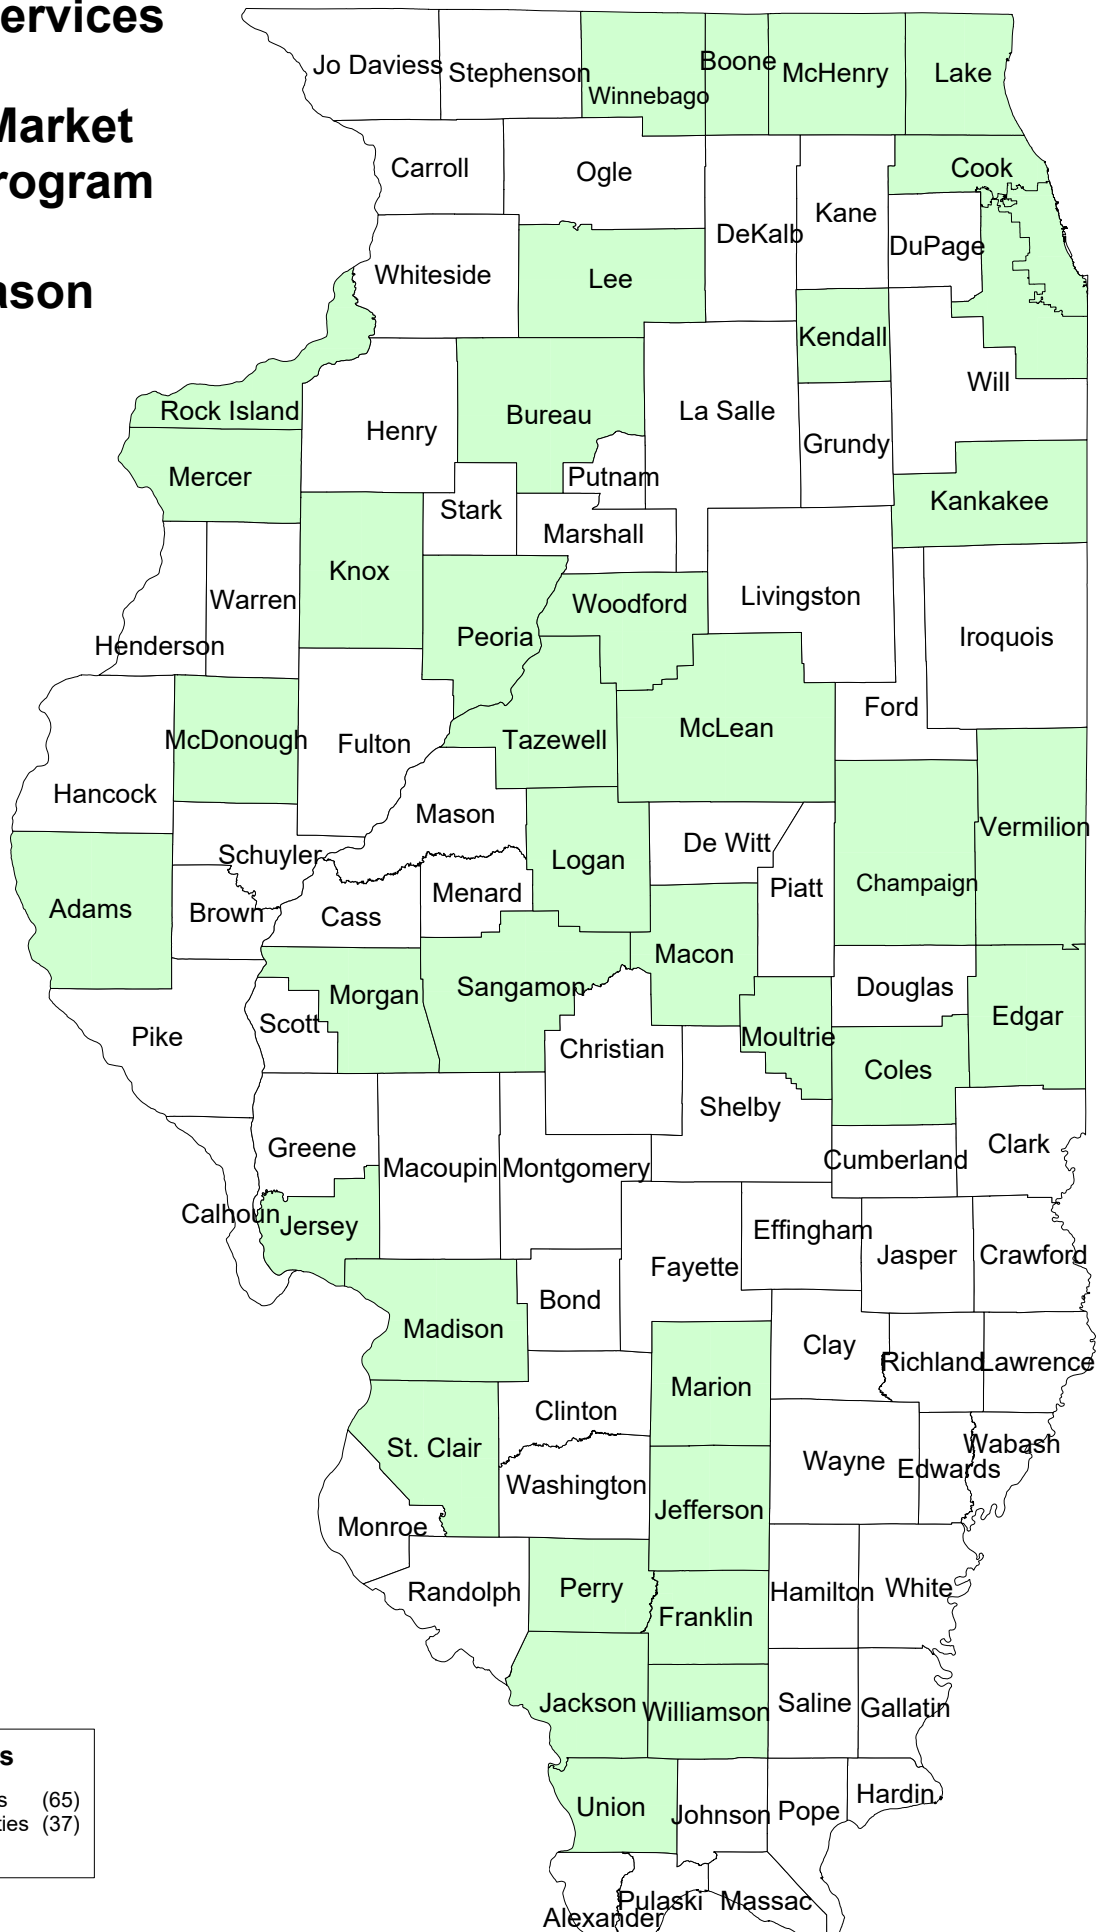 ervices
Market
rogram
ason
Jo Daviess
Stephenson
Winnebago
Boone
McHenry
Lake
Carroll
Ogle
DeKalb
Kane
Cook
DuPage
Whiteside
Lee
Kendall
Will
Rock Island
Henry
Bureau
La Salle
Grundy
Mercer
Putnam
Kankakee
Stark
Marshall
Knox
Warren
Henderson
Peoria
Woodford
Livingston
Iroquois
Ford
McDonough
Fulton
Tazewell
McLean
Hancock
Mason
Vermilion
Schuyler
Logan
De Witt
Piatt
Champaign
Adams
Brown
Cass
Menard
Macon
Morgan
Sangamon
Douglas
Edgar
Pike
Scott
Christian
Moultrie
Coles
Shelby
Greene
Macoupin
Montgomery
Cumberland
Clark
Calhoun
Jersey
Fayette
Effingham
Jasper
Crawford
Madison
Bond
Clay
Richland
Lawrence
Marion
Clinton
St. Clair
Wayne
Edwards
Wabash
Washington
Jefferson
Monroe
Randolph
Perry
Franklin
Hamilton
White
Jackson
Williamson
Saline
Gallatin
Union
Johnson
Pope
Hardin
Pulaski
Massac
Alexander
s
s (65)
ties (37)